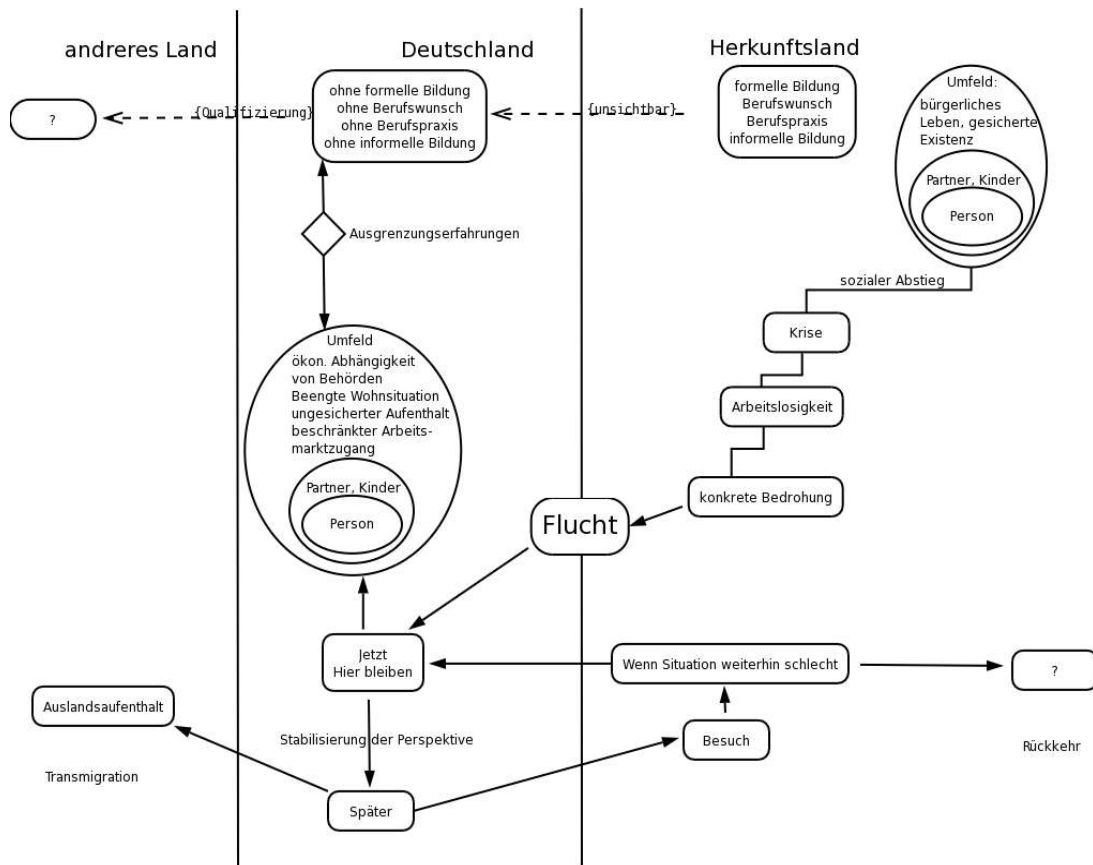 andreres Land
Deutschland
Herkunftsland
?
{Qualifizierung}
ohne formelle Bildung
ohne Berufswunsch
ohne Berufspraxis
ohne informelle Bildung
{unsichtbar}
formelle Bildung
Berufswunsch
Berufspraxis
informelle Bildung
Umfeld:
bürgerliches
Leben, gesicherte
Existenz
Partner, Kinder
Person
Ausgrenzungserfahrungen
sozialer Abstieg
Krise
Umfeld
ökon. Abhängigkeit
von Behörden
Beengte Wohnsituation
ungesicherter Aufenthalt
beschränkter Arbeits-
marktzugang
Partner, Kinder
Person
Arbeitslosigkeit
konkrete Bedrohung
Flucht
Jetzt
Hier bleiben
Wenn Situation weiterhin schlecht
?
Auslandsaufenthalt
Stabilisierung der Perspektive
Besuch
Rückkehr
Transmigration
Später